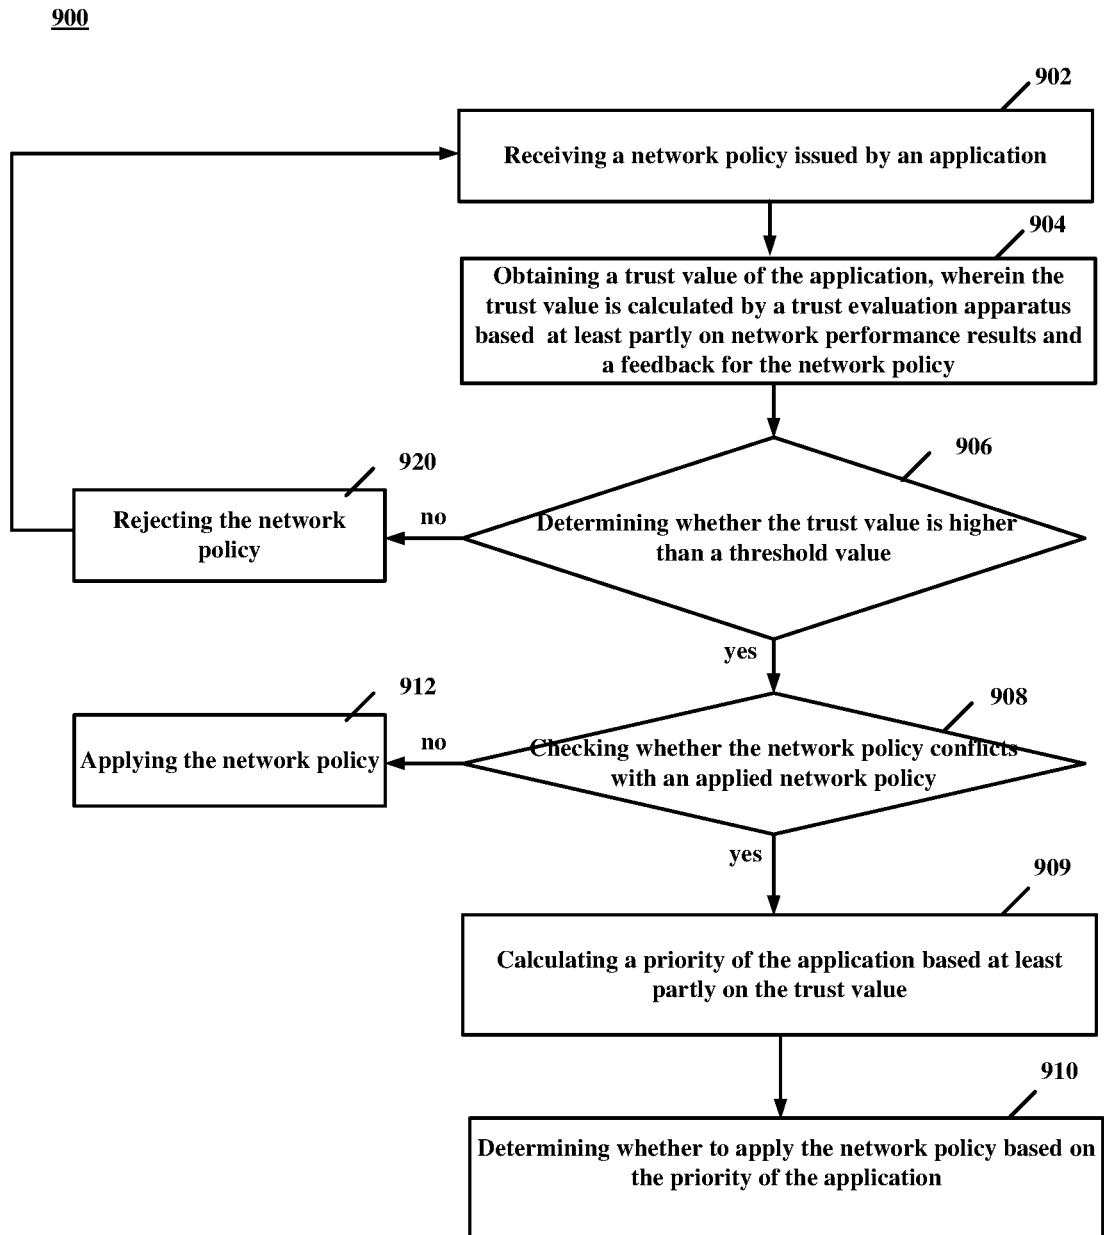 900
902
Receiving a network policy issued by an application
904
Obtaining a trust value of the application, wherein the
trust value is calculated by a trust evaluation apparatus
based at least partly on network performance results and
a feedback for the network policy
906
920
Rejecting the network
policy
no
Determining whether the trust value is higher
than a threshold value
yes
912
908
Applying the network policy
no
Checking whether the network policy conflicts
with an applied network policy
yes
909
Calculating a priority of the application based at least
partly on the trust value
910
Determining whether to apply the network policy based on
the priority of the application